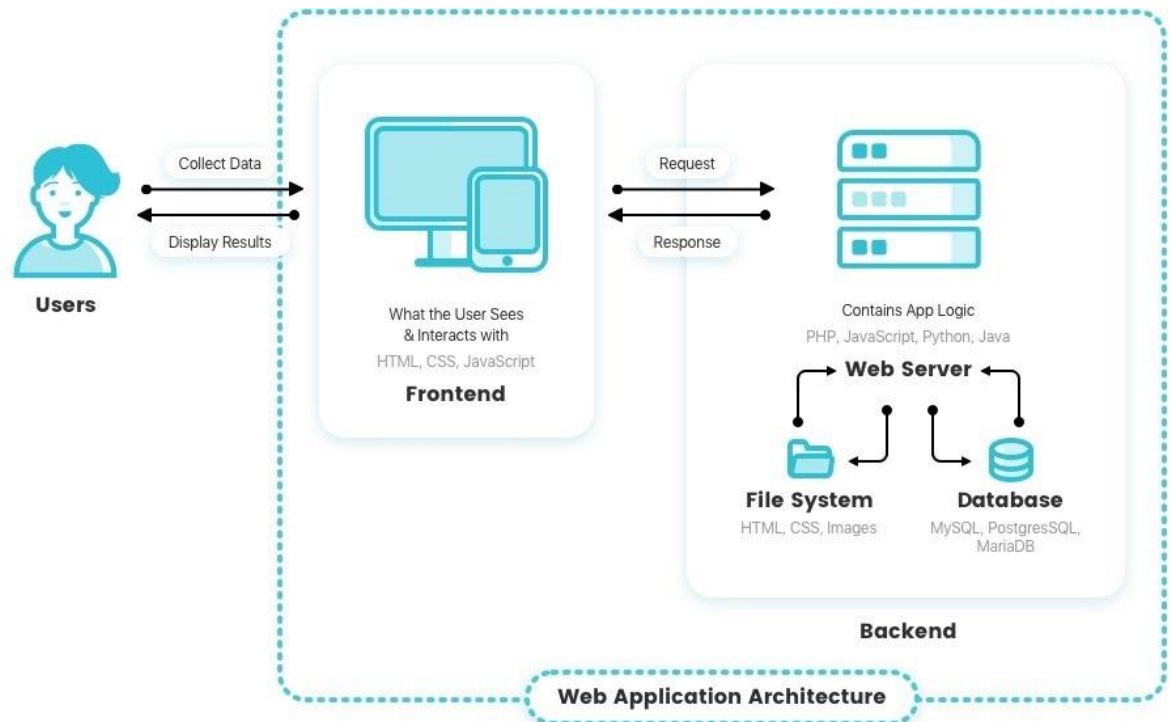 Collect Data
Display Results
Users
What the User Sees
& Interacts with
HTML, CSS, JavaScript
Frontend
Request
Response
Contains App Logic
PHP, JavaScript, Python, Java
Web Server
File System
HTML, CSS, Images
Database
MySQL, PostgresSQL,
MariaDB
Backend
Web Application Architecture